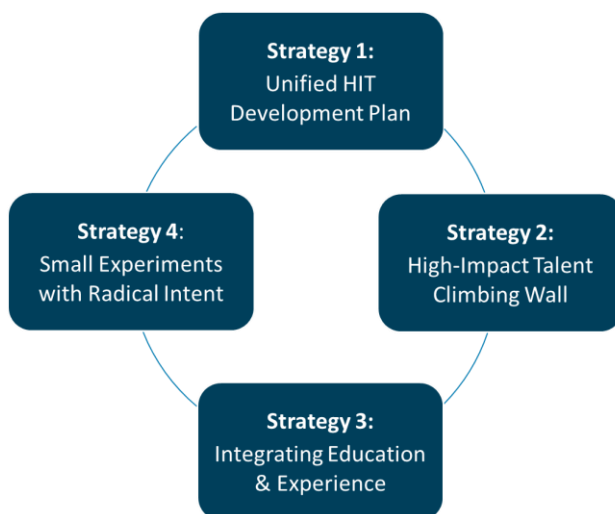 Strategy 1:
Unified HIT
Development Plan
Strategy 4:
Small Experiments
with Radical Intent
Strategy 2:
High-Impact Talent
Climbing Wall
Strategy 3:
Integrating Education
& Experience